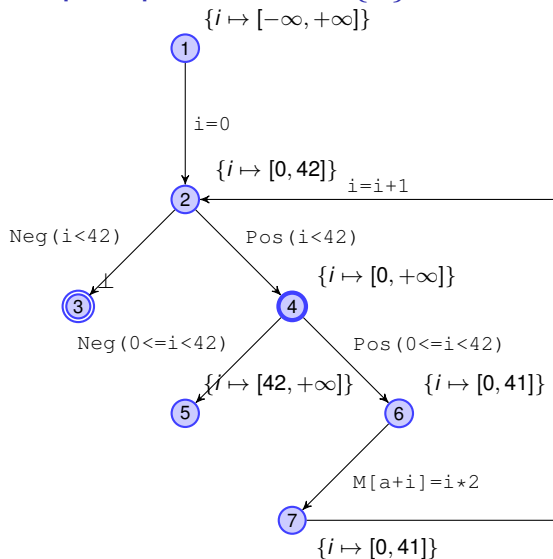 {i ↦ [-∞, +∞]}
1
i=0
{i ↦ [0, 42]}
i=i+1
2
Neg(i<42)
Pos(i<42)
{i ↦ [0, +∞]}
⊥
3
4
Neg(0<=i<42)
Pos(0<=i<42)
{i ↦ [42, +∞]}
{i ↦ [0, 41]}
5
6
M[a+i]=i*2
7
{i ↦ [0, 41]}